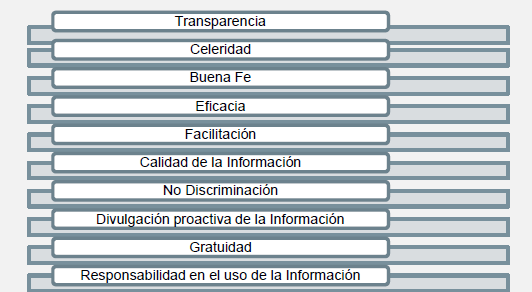 Transparencia
Celeridad
Buena Fe
Eficacia
Facilitación
Calidad de la Información
No Discriminación
Divulgación proactiva de la Información
Gratuidad
Responsabilidad en el uso de la Información